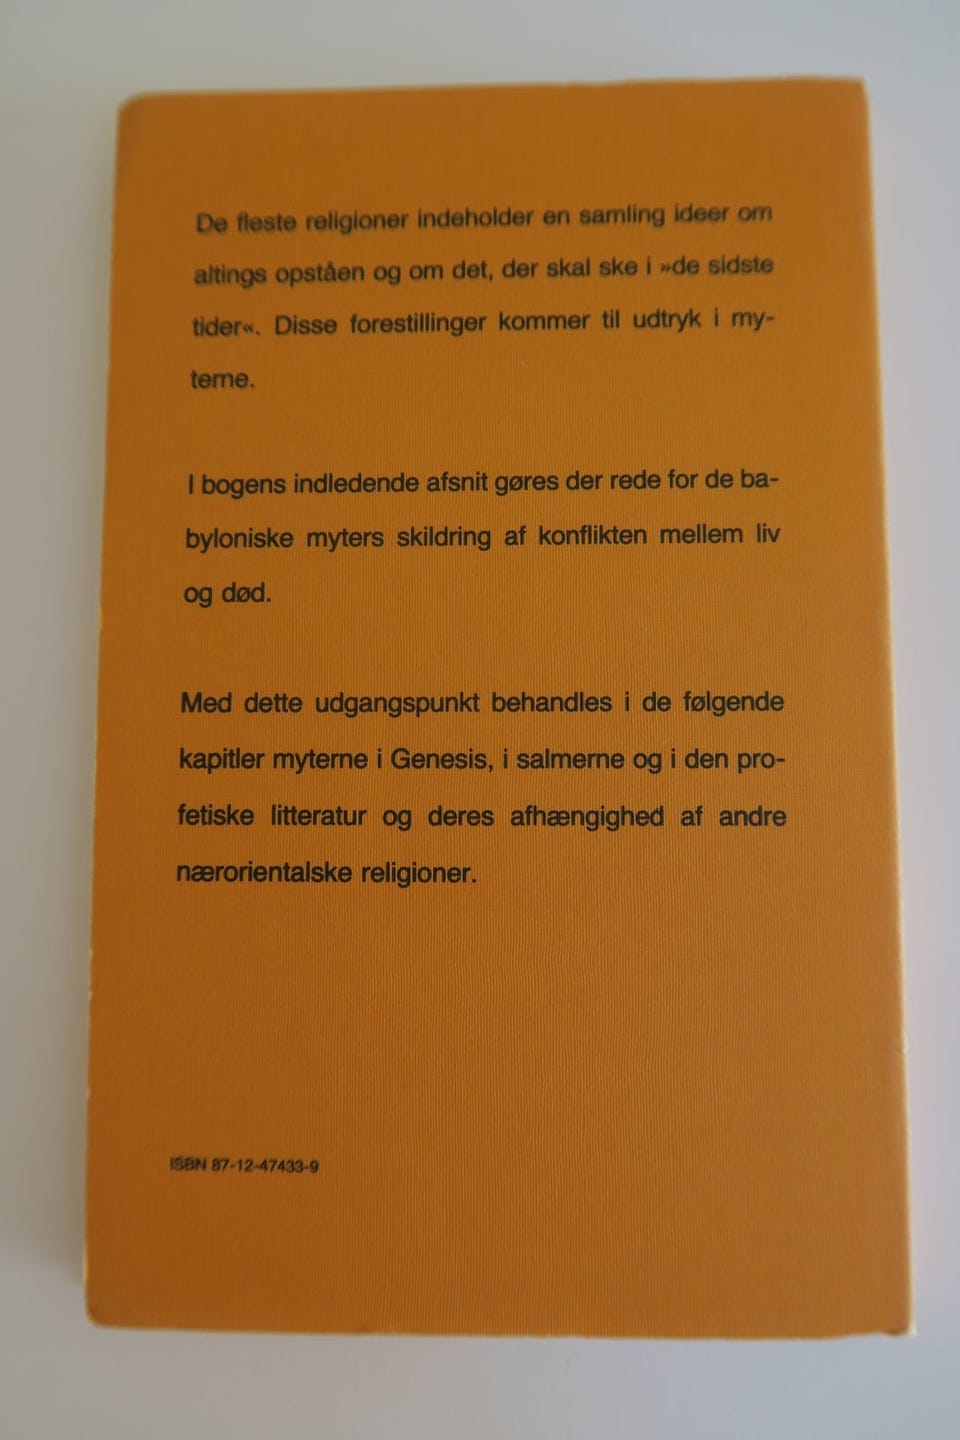 De fleste religioner indeholder en samling ideer om
altings opståen og om det, der skal ske i »de sidste
tider«. Disse forestillinger kommer til udtryk i my-
terne.
I bogens indledende afsnit gøres der rede for de ba-
byloniske myters skildring af konflikten mellem liv
og død.
Med dette udgangspunkt behandles i de følgende
kapitler myterne i Genesis, i salmerne og i den pro-
fetiske litteratur og deres afhængighed af andre
nærorientalske religioner.
ISBN 87-12-47433-9